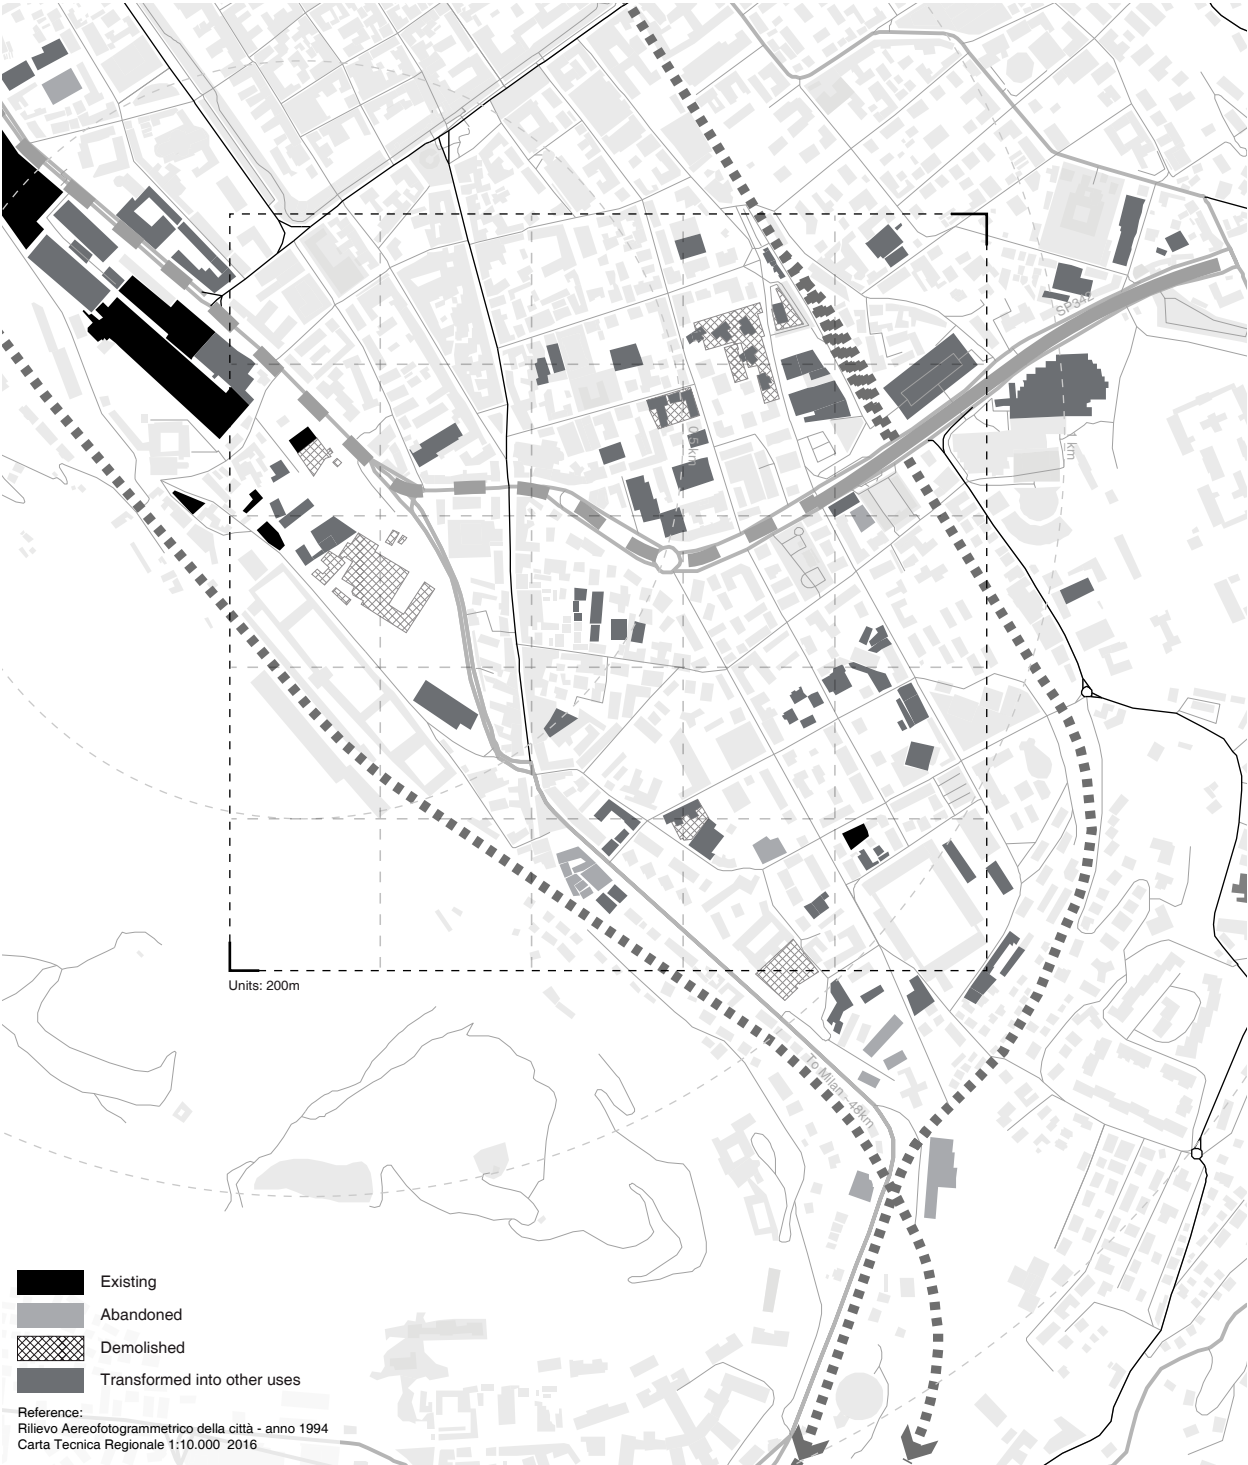 SP342
1 km
0.5 km
Units: 200m
To Milan - 48km
Existing
Abandoned
Demolished
Transformed into other uses
Reference:
Rilievo Aereofotogrammetrico della città - anno 1994
Carta Tecnica Regionale 1:10.000 2016